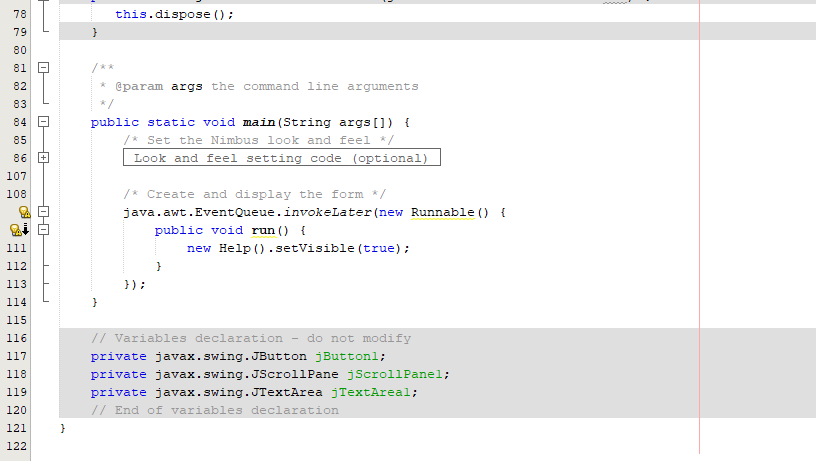 78 this.dispose();
79 }
80
81 /**
82 * @param args the command line arguments
83 */
84 public static void main(String args[]) {
85 /* Set the Nimbus look and feel */
86 Look and feel setting code (optional)
107
108 /* Create and display the form */
java.awt.EventQueue.invokeLater(new Runnable() {
public void run() {
111 new Help().setVisible(true);
112 }
113 });
114 }
115
116 // Variables declaration - do not modify
117 private javax.swing.JButton jButton1;
118 private javax.swing.JScrollPane jScrollPane1;
119 private javax.swing.JTextArea jTextArea1;
120 // End of variables declaration
121 }
122